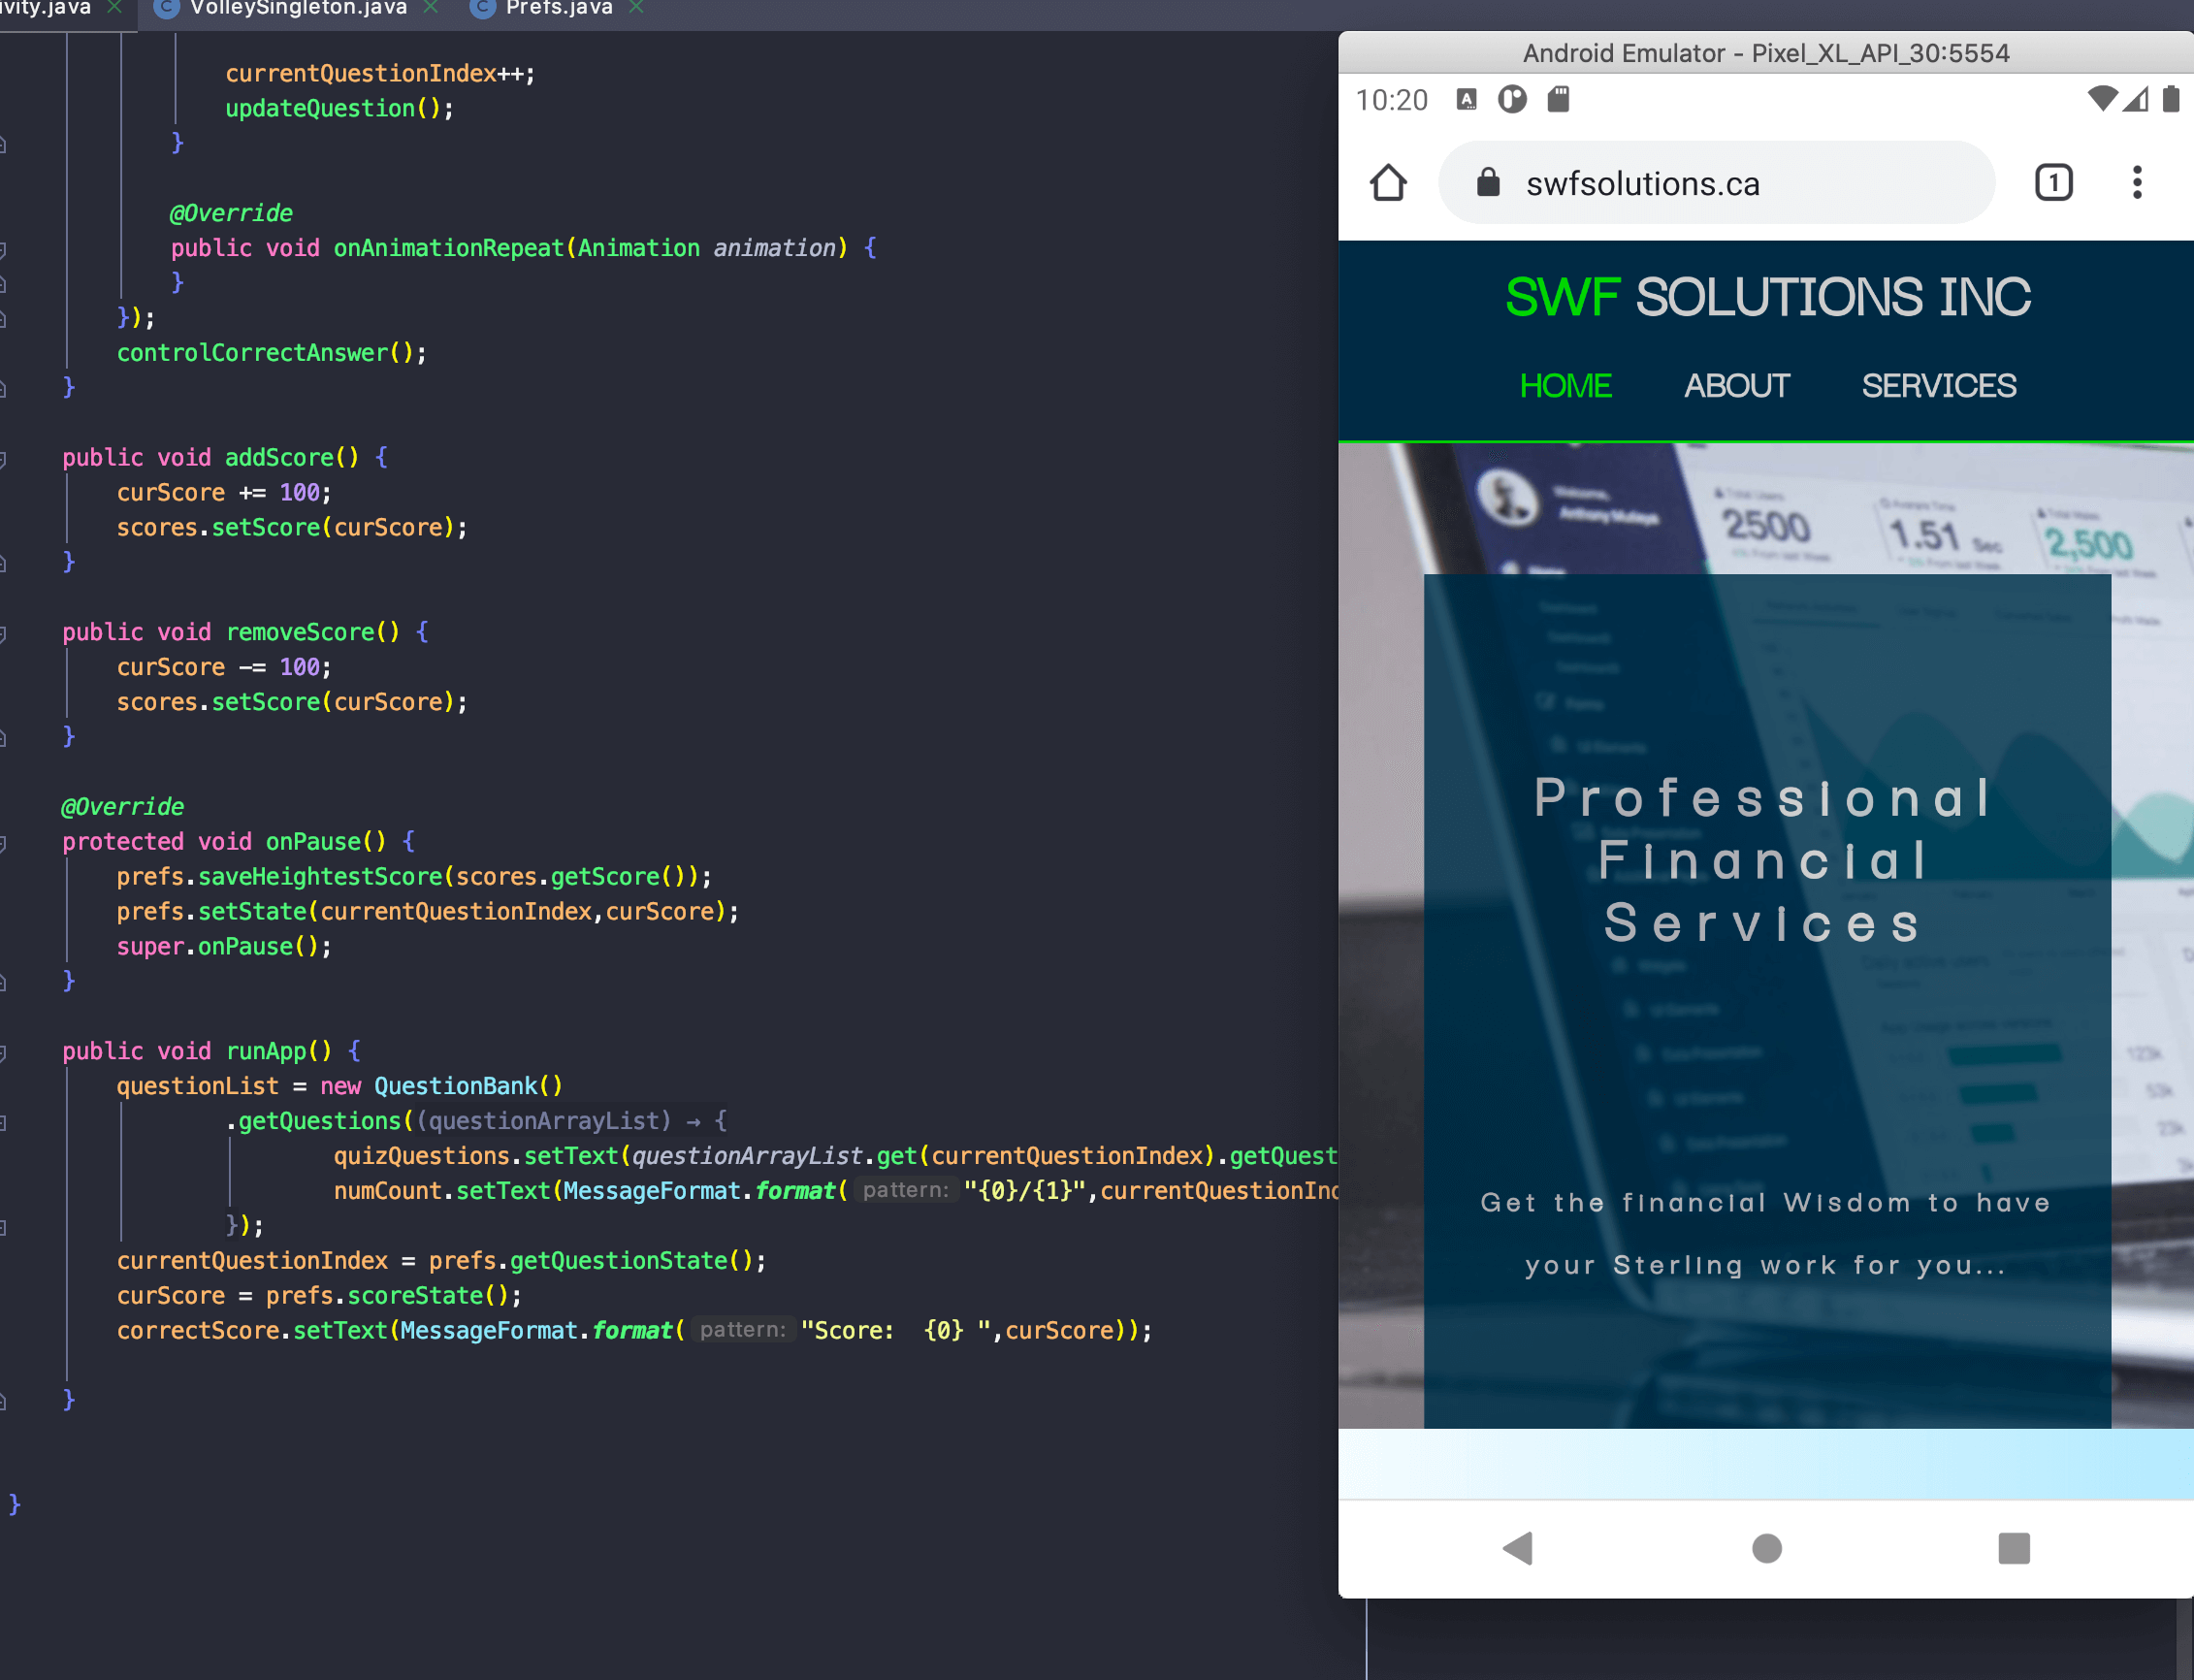 ivity.java
VolleySingleton.java
Prefs.java
currentQuestionIndex++;
updateQuestion();
}
@Override
public void onAnimationRepeat(Animation animation) {
}
});
controlCorrectAnswer();
}
public void addScore() {
curScore += 100;
scores.setScore(curScore);
}
public void removeScore() {
curScore -= 100;
scores.setScore(curScore);
}
@Override
protected void onPause() {
prefs.saveHeightestScore(scores.getScore());
prefs.setState(currentQuestionIndex,curScore);
super.onPause();
}
public void runApp() {
questionList = new QuestionBank()
.getQuestions((questionArrayList) → {
quizQuestions.setText(questionArrayList.get(currentQuestionIndex).getQuest
numCount.setText(MessageFormat.format( pattern: "{0}/{1}",currentQuestionInd
});
currentQuestionIndex = prefs.getQuestionState();
curScore = prefs.scoreState();
correctScore.setText(MessageFormat.format( pattern: "Score:  {0} ",curScore));
}
}
Android Emulator - Pixel_XL_API_30:5554
10:20
swfsolutions.ca
1
SWF SOLUTIONS INC
HOME ABOUT SERVICES
Welcome,
Total Users
2500
1.51 Sec
2,500
Professional
Financial
Services
123k
53k
23k
Get the financial Wisdom to have
your Sterling work for you...